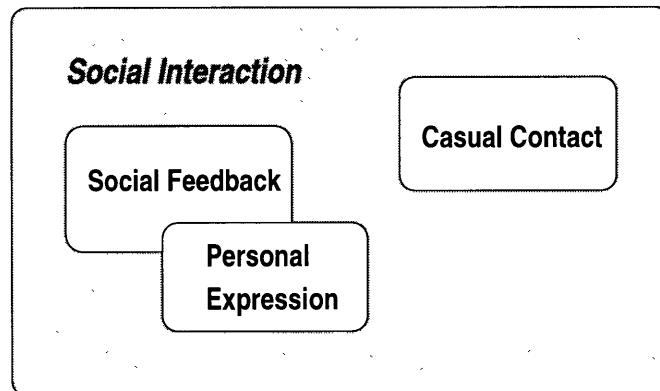 Social Interaction
Casual Contact
Social Feedback
Personal
Expression